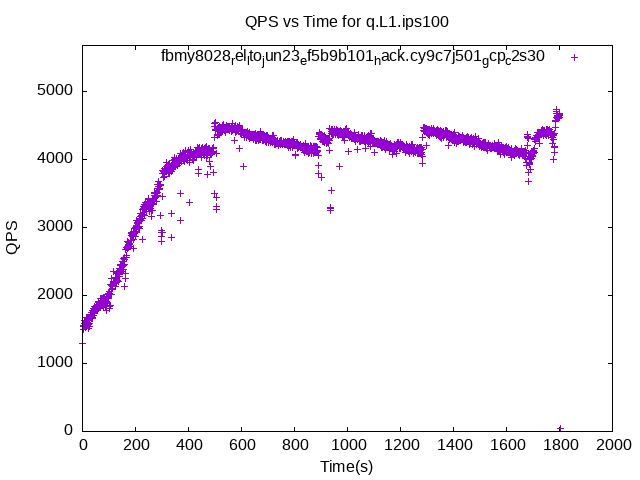 QPS vs Time for q.L1.ips100
fbmy8028relltojun23ef5b9b101hack.cy9c7j501gcpc2s30
5000
4000
3000
2000
1000
0
QPS
0 200 400 600 800 1000 1200 1400 1600 1800 2000
Time(s)